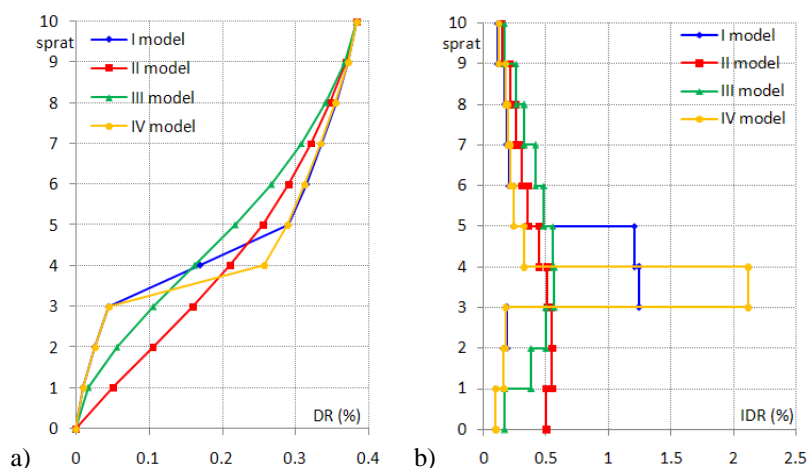 10
sprat
9
8
7
6
5
4
3
2
1
0
I model
II model
III model
IV model
DR (%)
0
0.1
0.2
0.3
0.4
a)
10
sprat
9
8
7
6
5
4
3
2
1
0
I model
II model
III model
IV model
IDR (%)
0
0.5
1
1.5
2
2.5
b)